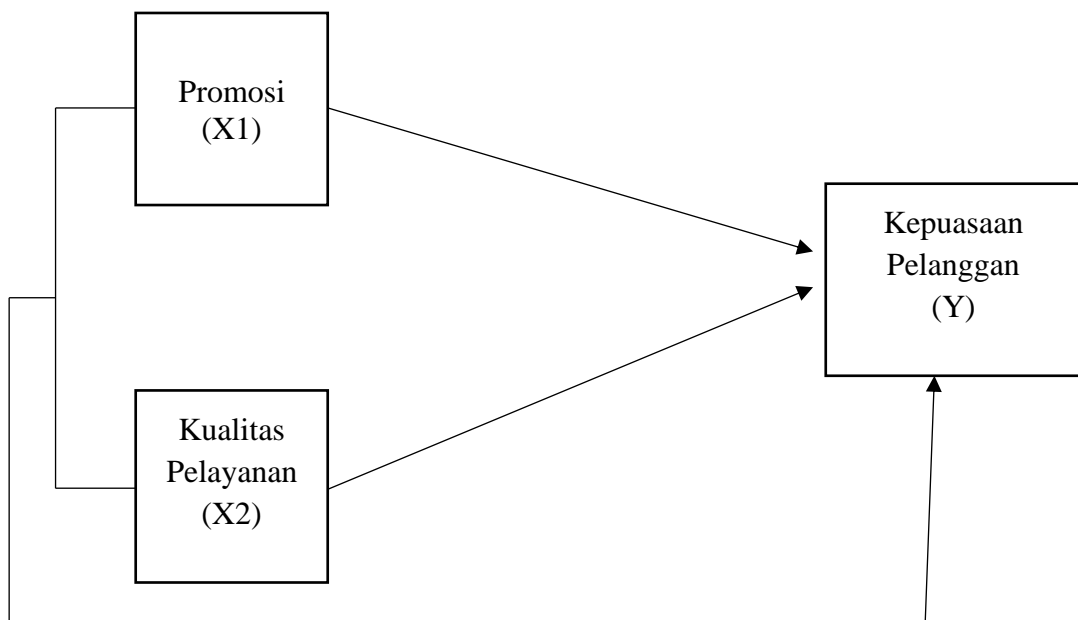 Promosi
(X1)
Kepuasaan
Pelanggan
(Y)
Kualitas
Pelayanan
(X2)